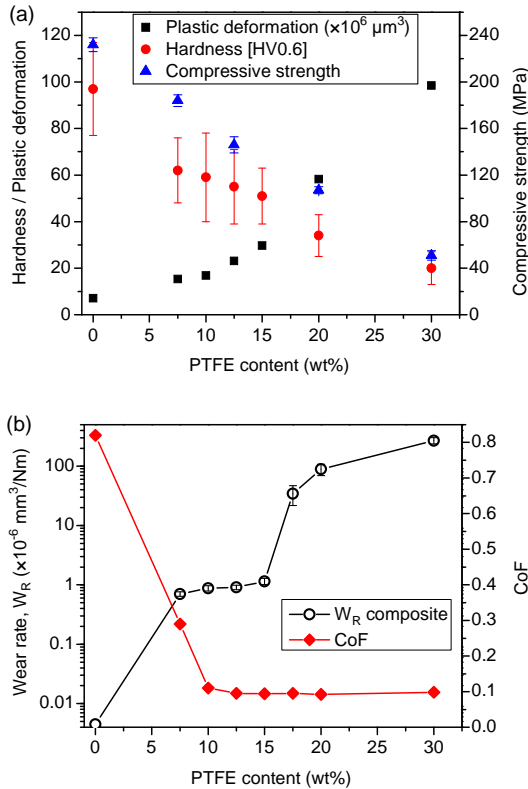 (a)
Plastic deformation (×10⁶ μm³)
Hardness [HV0.6]
Compressive strength
Hardness / Plastic deformation
120
100
80
60
40
20
0
Compressive strength (MPa)
240
200
160
120
80
40
0
0 5 10 15 20 25 30
PTFE content (wt%)
(b)
Wear rate, W_R (×10⁻⁶ mm³/Nm)
100
10
1
0.1
0.01
CoF
0.8
0.7
0.6
0.5
0.4
0.3
0.2
0.1
0.0
W_R composite
CoF
0 5 10 15 20 25 30
PTFE content (wt%)